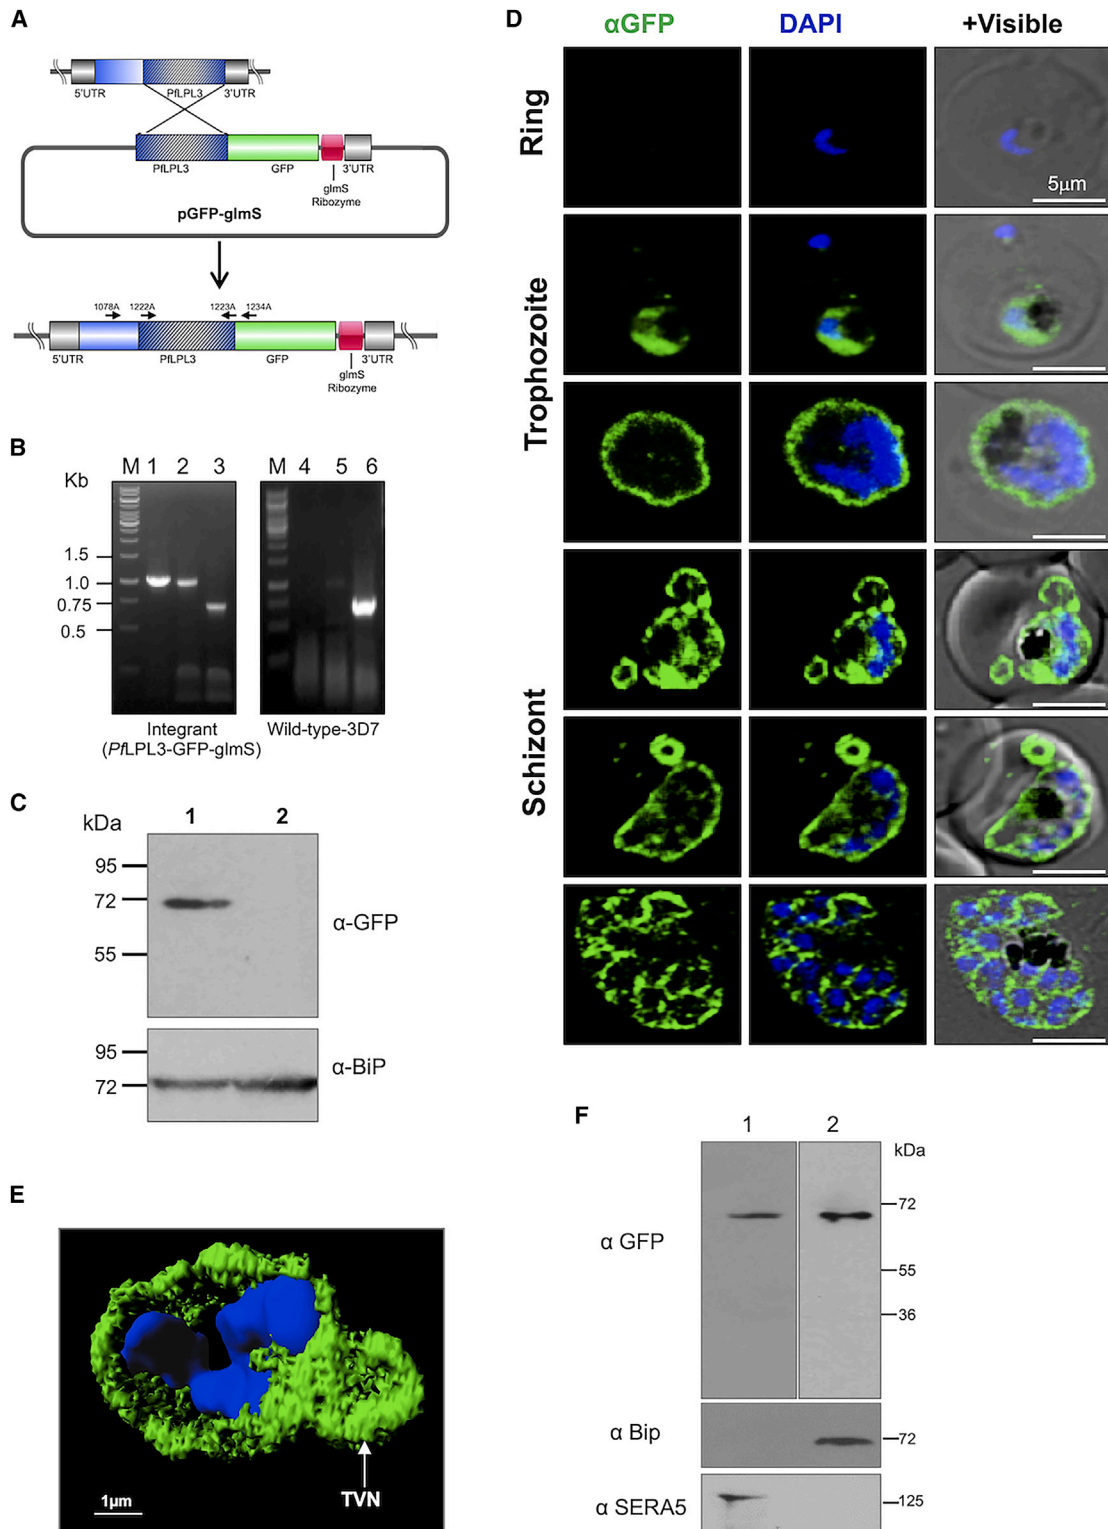 A
5'UTR PfLPL3 3'UTR
PfLPL3 GFP 3'UTR
glmS
Ribozyme
pGFP-glmS
1078A 1222A 1223A 1234A
5'UTR PfLPL3 GFP 3'UTR
glmS
Ribozyme
B
Kb M 1 2 3 M 4 5 6
1.5
1.0
0.75
0.5
Integrant
(PfLPL3-GFP-glmS)
Wild-type-3D7
C
kDa 1 2
95
72
55
α-GFP
95
72
α-BiP
D
αGFP DAPI +Visible
Ring
5μm
Trophozoite
Schizont
E
TVN
1μm
F
1 2
kDa
α GFP
72
55
36
α Bip
72
α SERA5
125